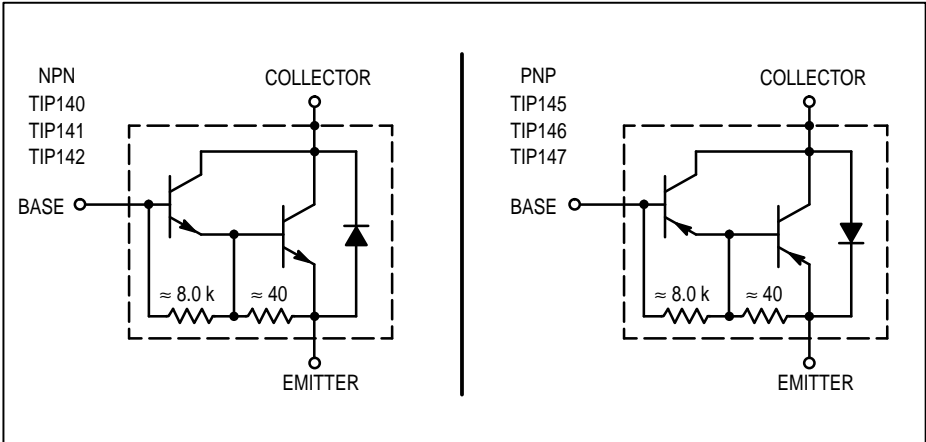 NPN
TIP140
TIP141
TIP142
COLLECTOR
BASE
≈ 8.0 k
≈ 40
EMITTER
PNP
TIP145
TIP146
TIP147
COLLECTOR
BASE
≈ 8.0 k
≈ 40
EMITTER